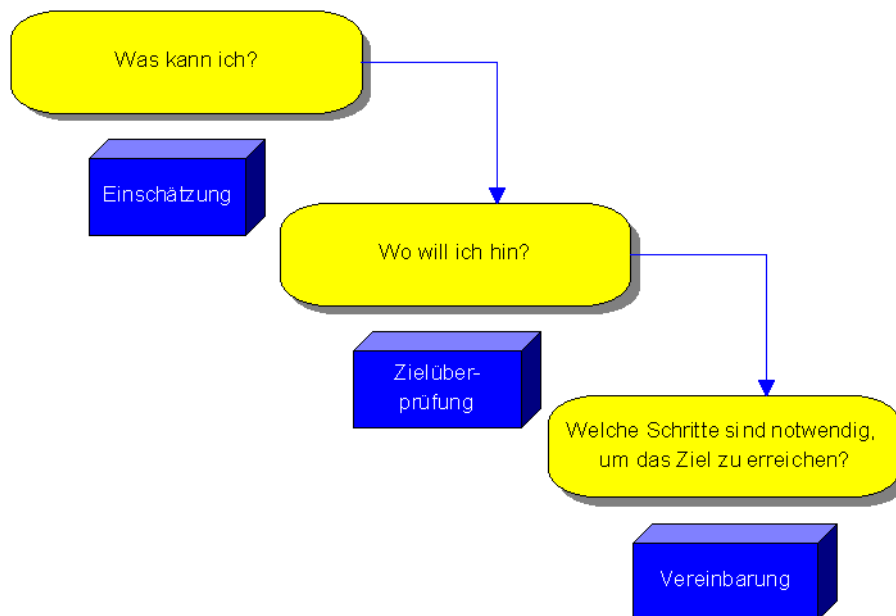 Was kann ich?
Einschätzung
Wo will ich hin?
Zielüber-
prüfung
Welche Schritte sind notwendig,
um das Ziel zu erreichen?
Vereinbarung